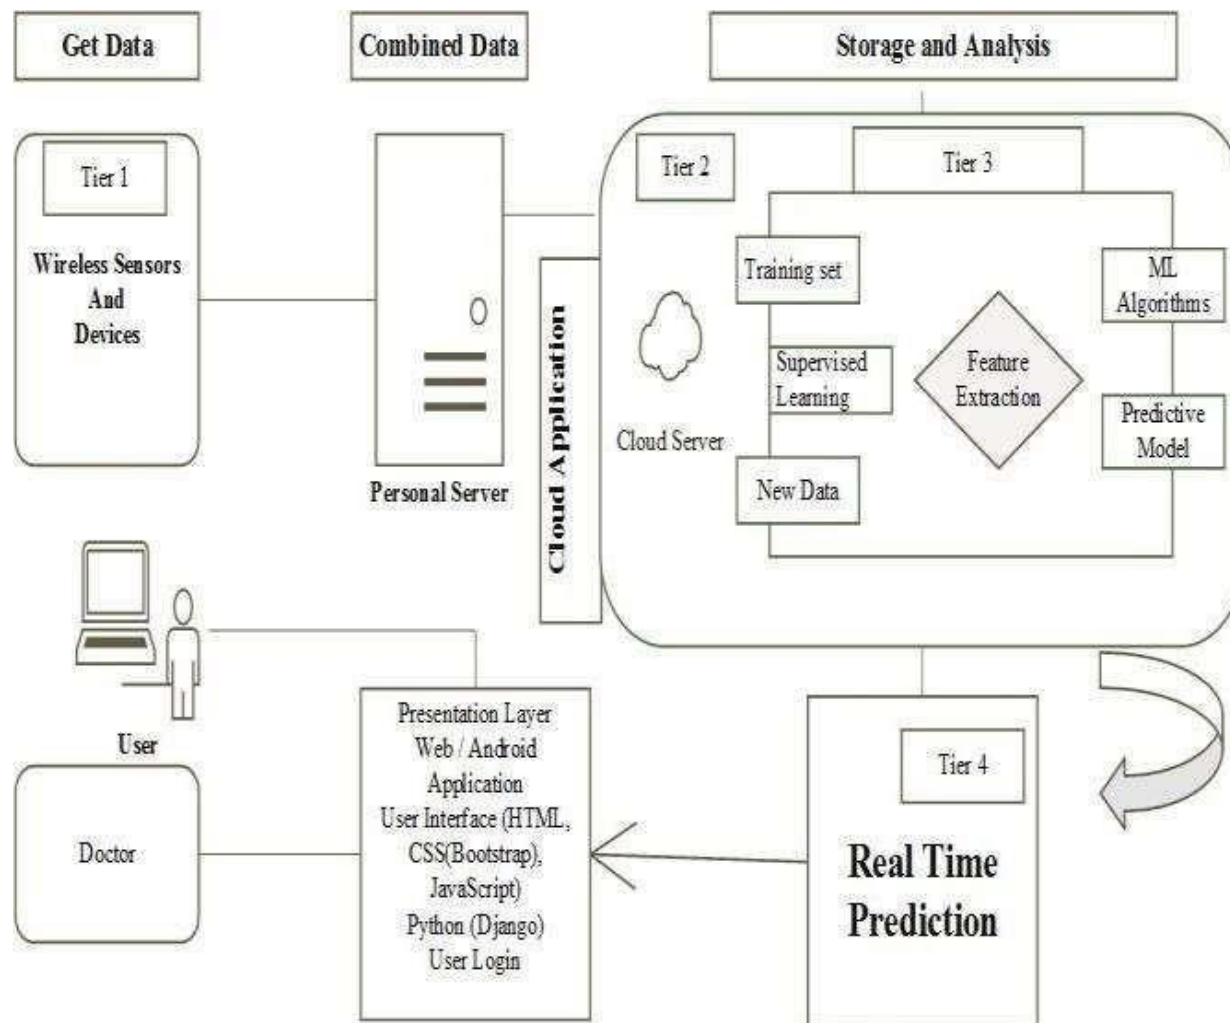 Get Data
Combined Data
Storage and Analysis
Tier 1
Wireless Sensors
And
Devices
Personal Server
Cloud Application
Tier 2
Cloud Server
Tier 3
Training set
Supervised
Learning
New Data
Feature
Extraction
ML
Algorithms
Predictive
Model
User
Doctor
Presentation Layer
Web / Android
Application
User Interface (HTML,
CSS(Bootstrap),
JavaScript)
Python (Django)
User Login
Tier 4
Real Time
Prediction